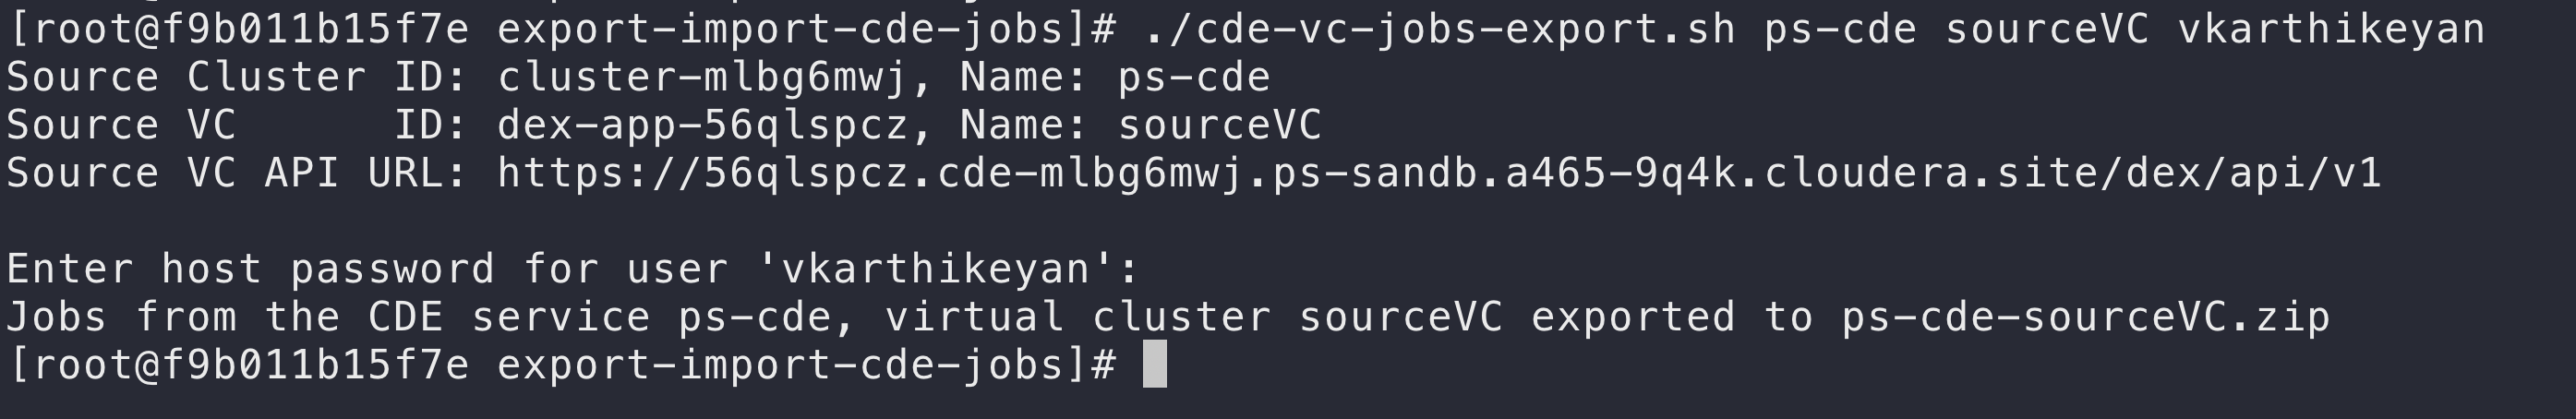 [root@f9b011b15f7e export-import-cde-jobs]# ./cde-vc-jobs-export.sh ps-cde sourceVC vkarthikeyan
Source Cluster ID: cluster-mlbg6mwj, Name: ps-cde
Source VC      ID: dex-app-56qlspcz, Name: sourceVC
Source VC API URL: https://56qlspcz.cde-mlbg6mwj.ps-sandb.a465-9q4k.cloudera.site/dex/api/v1
Enter host password for user 'vkarthikeyan':
Jobs from the CDE service ps-cde, virtual cluster sourceVC exported to ps-cde-sourceVC.zip
[root@f9b011b15f7e export-import-cde-jobs]#